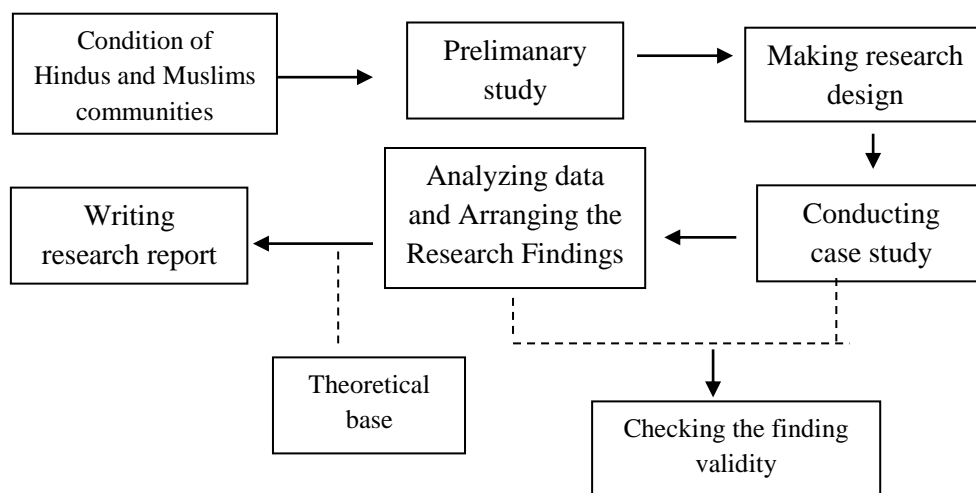 Condition of
Hindus and Muslims
communities
Prelimanary
study
Making research
design
Conducting
case study
Analyzing data
and Arranging the
Research Findings
Writing
research report
Theoretical
base
Checking the finding
validity